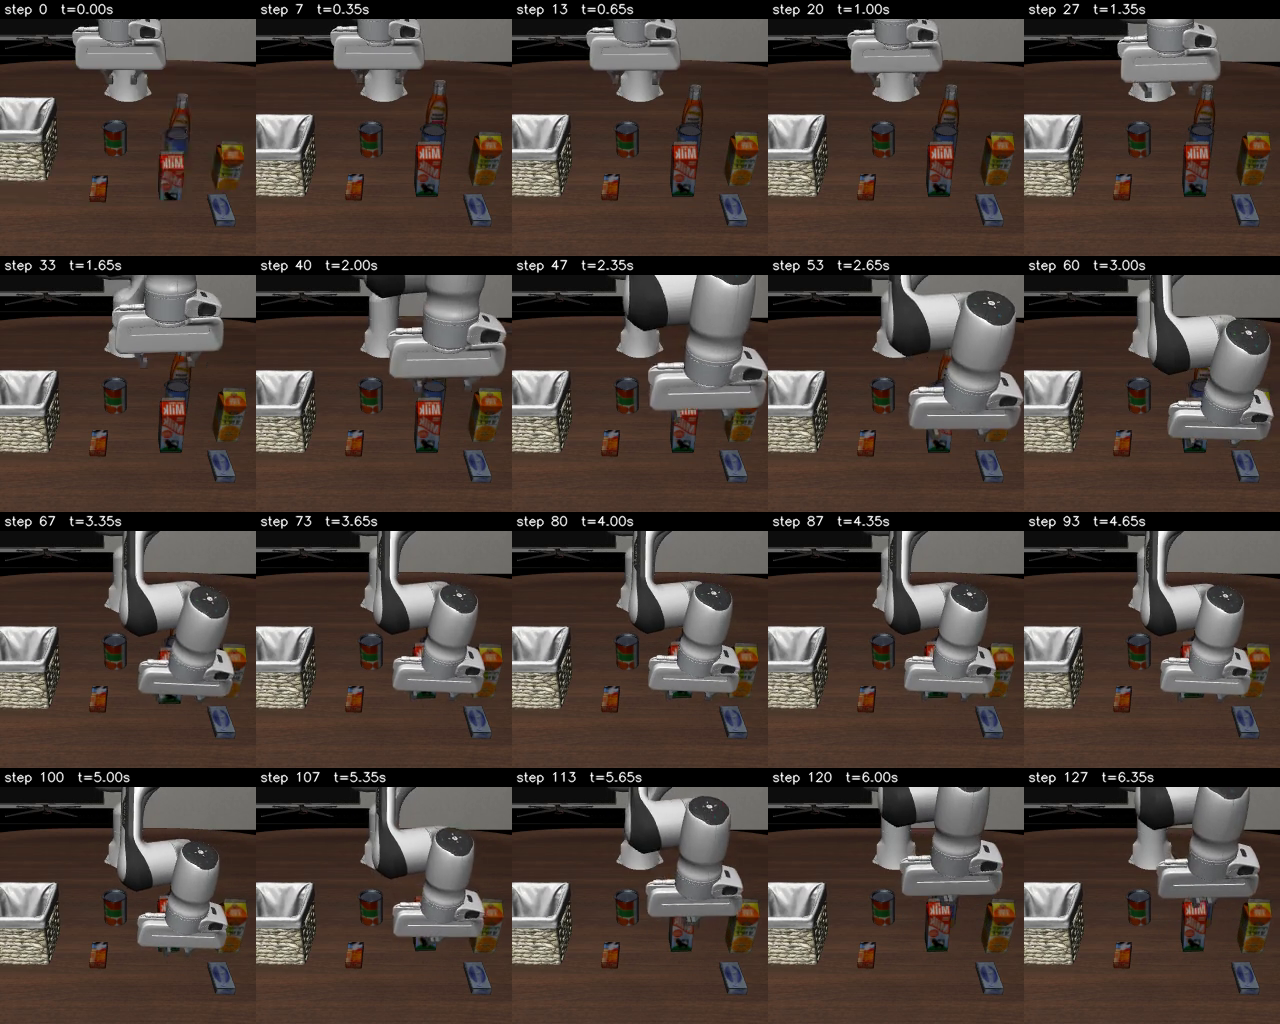 step 0 t=0.00s
step 7 t=0.35s
step 13 t=0.65s
step 20 t=1.00s
step 27 t=1.35s
step 33 t=1.65s
step 40 t=2.00s
step 47 t=2.35s
step 53 t=2.65s
step 60 t=3.00s
step 67 t=3.35s
step 73 t=3.65s
step 80 t=4.00s
step 87 t=4.35s
step 93 t=4.65s
step 100 t=5.00s
step 107 t=5.35s
step 113 t=5.65s
step 120 t=6.00s
step 127 t=6.35s